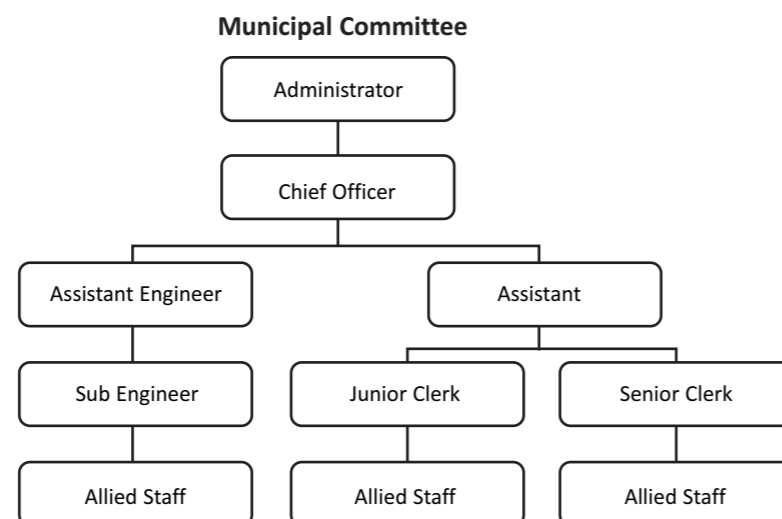 Municipal Committee
Administrator
Chief Officer
Assistant Engineer
Assistant
Sub Engineer
Junior Clerk
Senior Clerk
Allied Staff
Allied Staff
Allied Staff